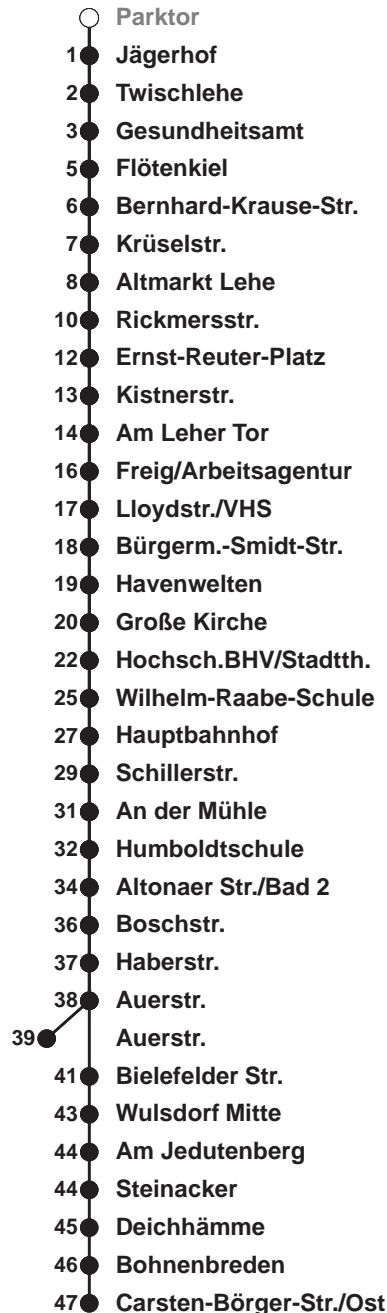 Parktor
1 Jägerhof
2 Twischlehe
3 Gesundheitsamt
5 Flötenkiel
6 Bernhard-Krause-Str.
7 Krüselstr.
8 Altmarkt Lehe
10 Rickmersstr.
12 Ernst-Reuter-Platz
13 Kistnerstr.
14 Am Leher Tor
16 Freig/Arbeitsagentur
17 Lloydstr./VHS
18 Bürgerm.-Smidt-Str.
19 Havenwelten
20 Große Kirche
22 Hochsch.BHV/Stadtth.
25 Wilhelm-Raabe-Schule
27 Hauptbahnhof
29 Schillerstr.
31 An der Mühle
32 Humboldtschule
34 Altonaer Str./Bad 2
36 Boschstr.
37 Haberstr.
38 Auerstr.
39 Auerstr.
41 Bielefelder Str.
43 Wulsdorf Mitte
44 Am Jedutenberg
44 Steinacker
45 Deichhämme
46 Bohnenbreden
47 Carsten-Börger-Str./Ost